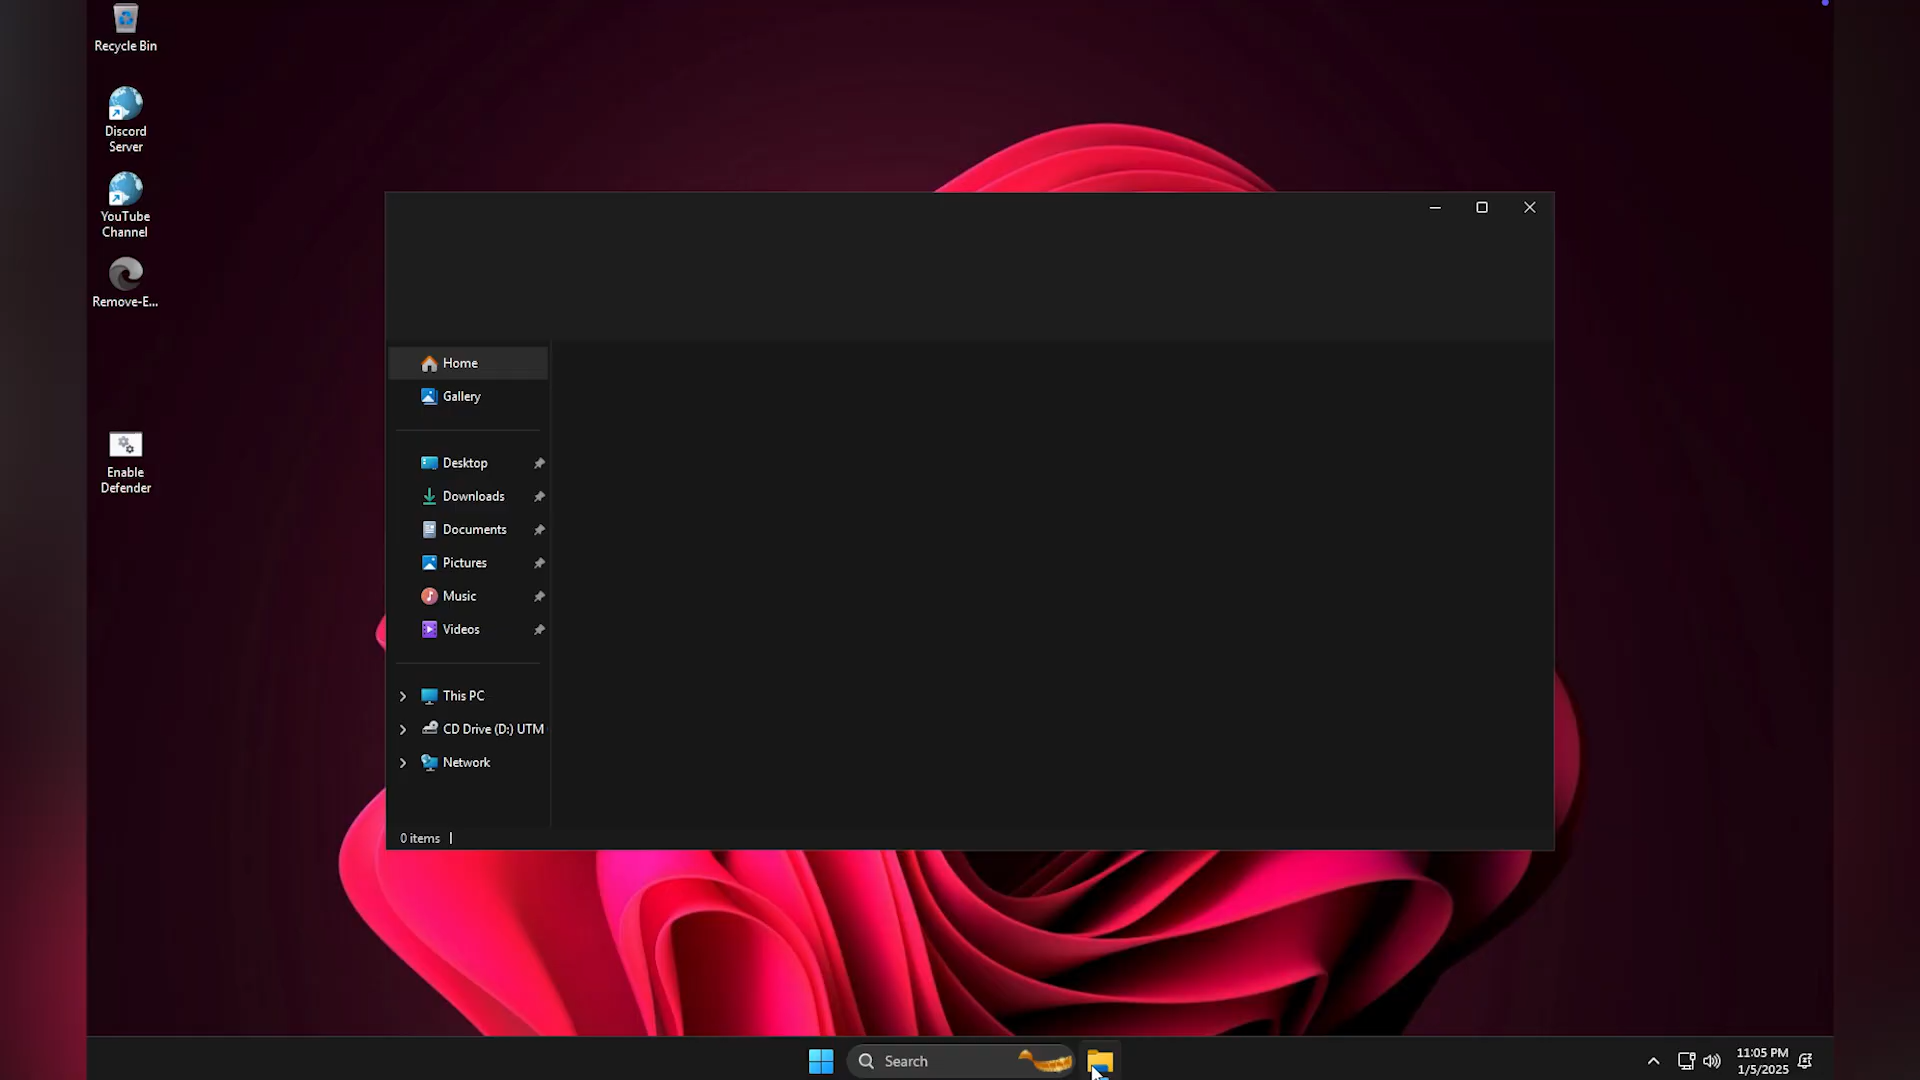 Recycle Bin
Discord
Server
YouTube
Channel
Remove-E...
Enable
Defender
Home
Gallery
Desktop
Downloads
Documents
Pictures
Music
Videos
This PC
CD Drive (D:) UTM
Network
0 items
Search
11:05 PM
1/5/2025